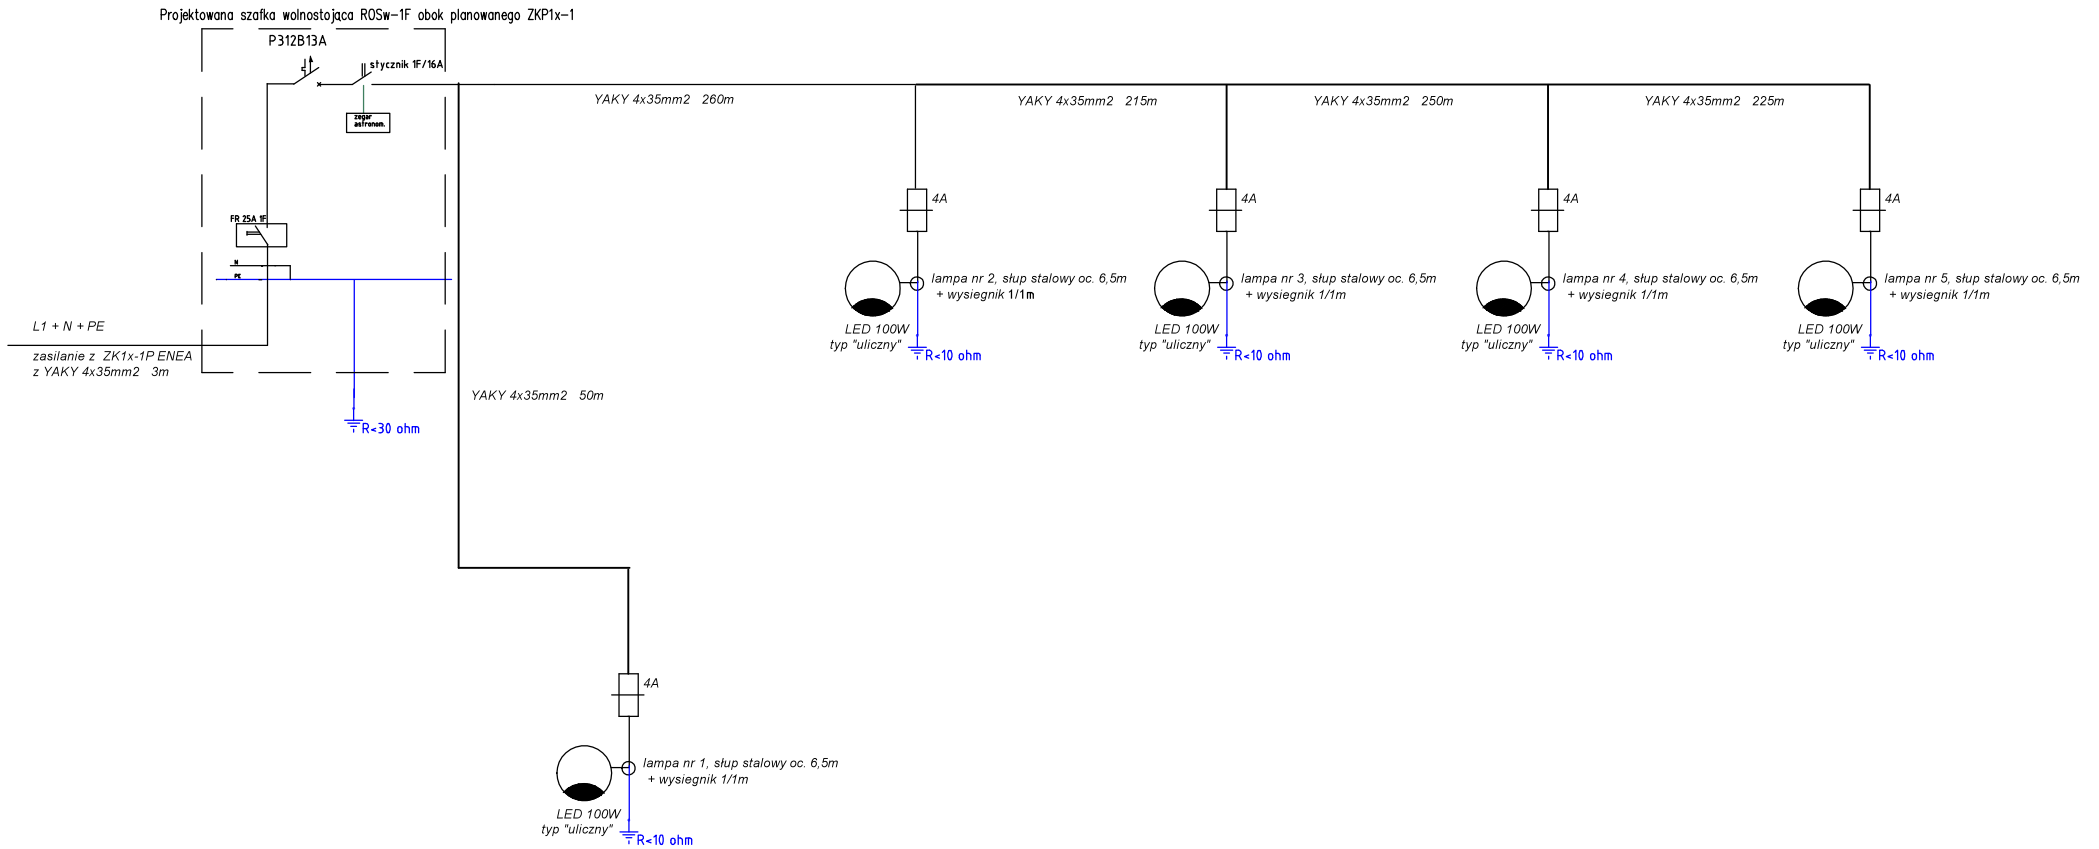 Projektowana szafka wolnostojąca ROSw-1F obok planowanego ZKP1x-1
P312B13A
stycznik 1F/16A
zegar
astronom.
YAKY 4x35mm2 260m
YAKY 4x35mm2 215m
YAKY 4x35mm2 250m
YAKY 4x35mm2 225m
FR 25A 1F
N
PE
4A
4A
4A
4A
lampa nr 2, słup stalowy oc. 6,5m
+ wysiegnik 1/1m
LED 100W
typ "uliczny"
R<10 ohm
lampa nr 3, słup stalowy oc. 6,5m
+ wysiegnik 1/1m
LED 100W
typ "uliczny"
R<10 ohm
lampa nr 4, słup stalowy oc. 6,5m
+ wysiegnik 1/1m
LED 100W
typ "uliczny"
R<10 ohm
lampa nr 5, słup stalowy oc. 6,5m
+ wysiegnik 1/1m
LED 100W
typ "uliczny"
R<10 ohm
L1 + N + PE
zasilanie z ZK1x-1P ENEA
z YAKY 4x35mm2 3m
R<30 ohm
YAKY 4x35mm2 50m
4A
lampa nr 1, słup stalowy oc. 6,5m
+ wysiegnik 1/1m
LED 100W
typ "uliczny"
R<10 ohm